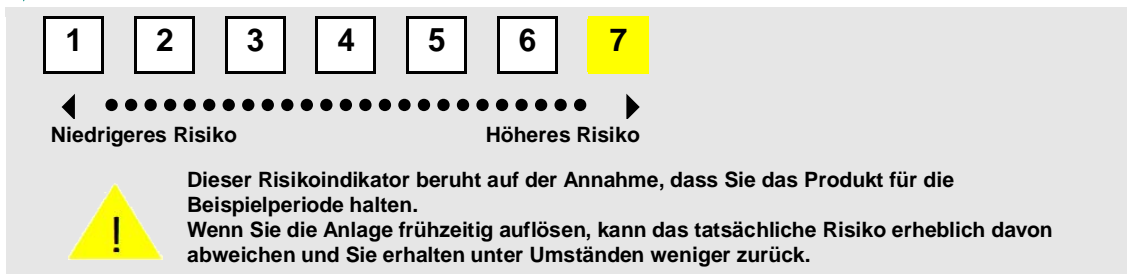 1 2 3 4 5 6 7
Niedrigeres Risiko Höheres Risiko
Dieser Risikoindikator beruht auf der Annahme, dass Sie das Produkt für die
Beispielperiode halten.
! Wenn Sie die Anlage frühzeitig auflösen, kann das tatsächliche Risiko erheblich davon
abweichen und Sie erhalten unter Umständen weniger zurück.